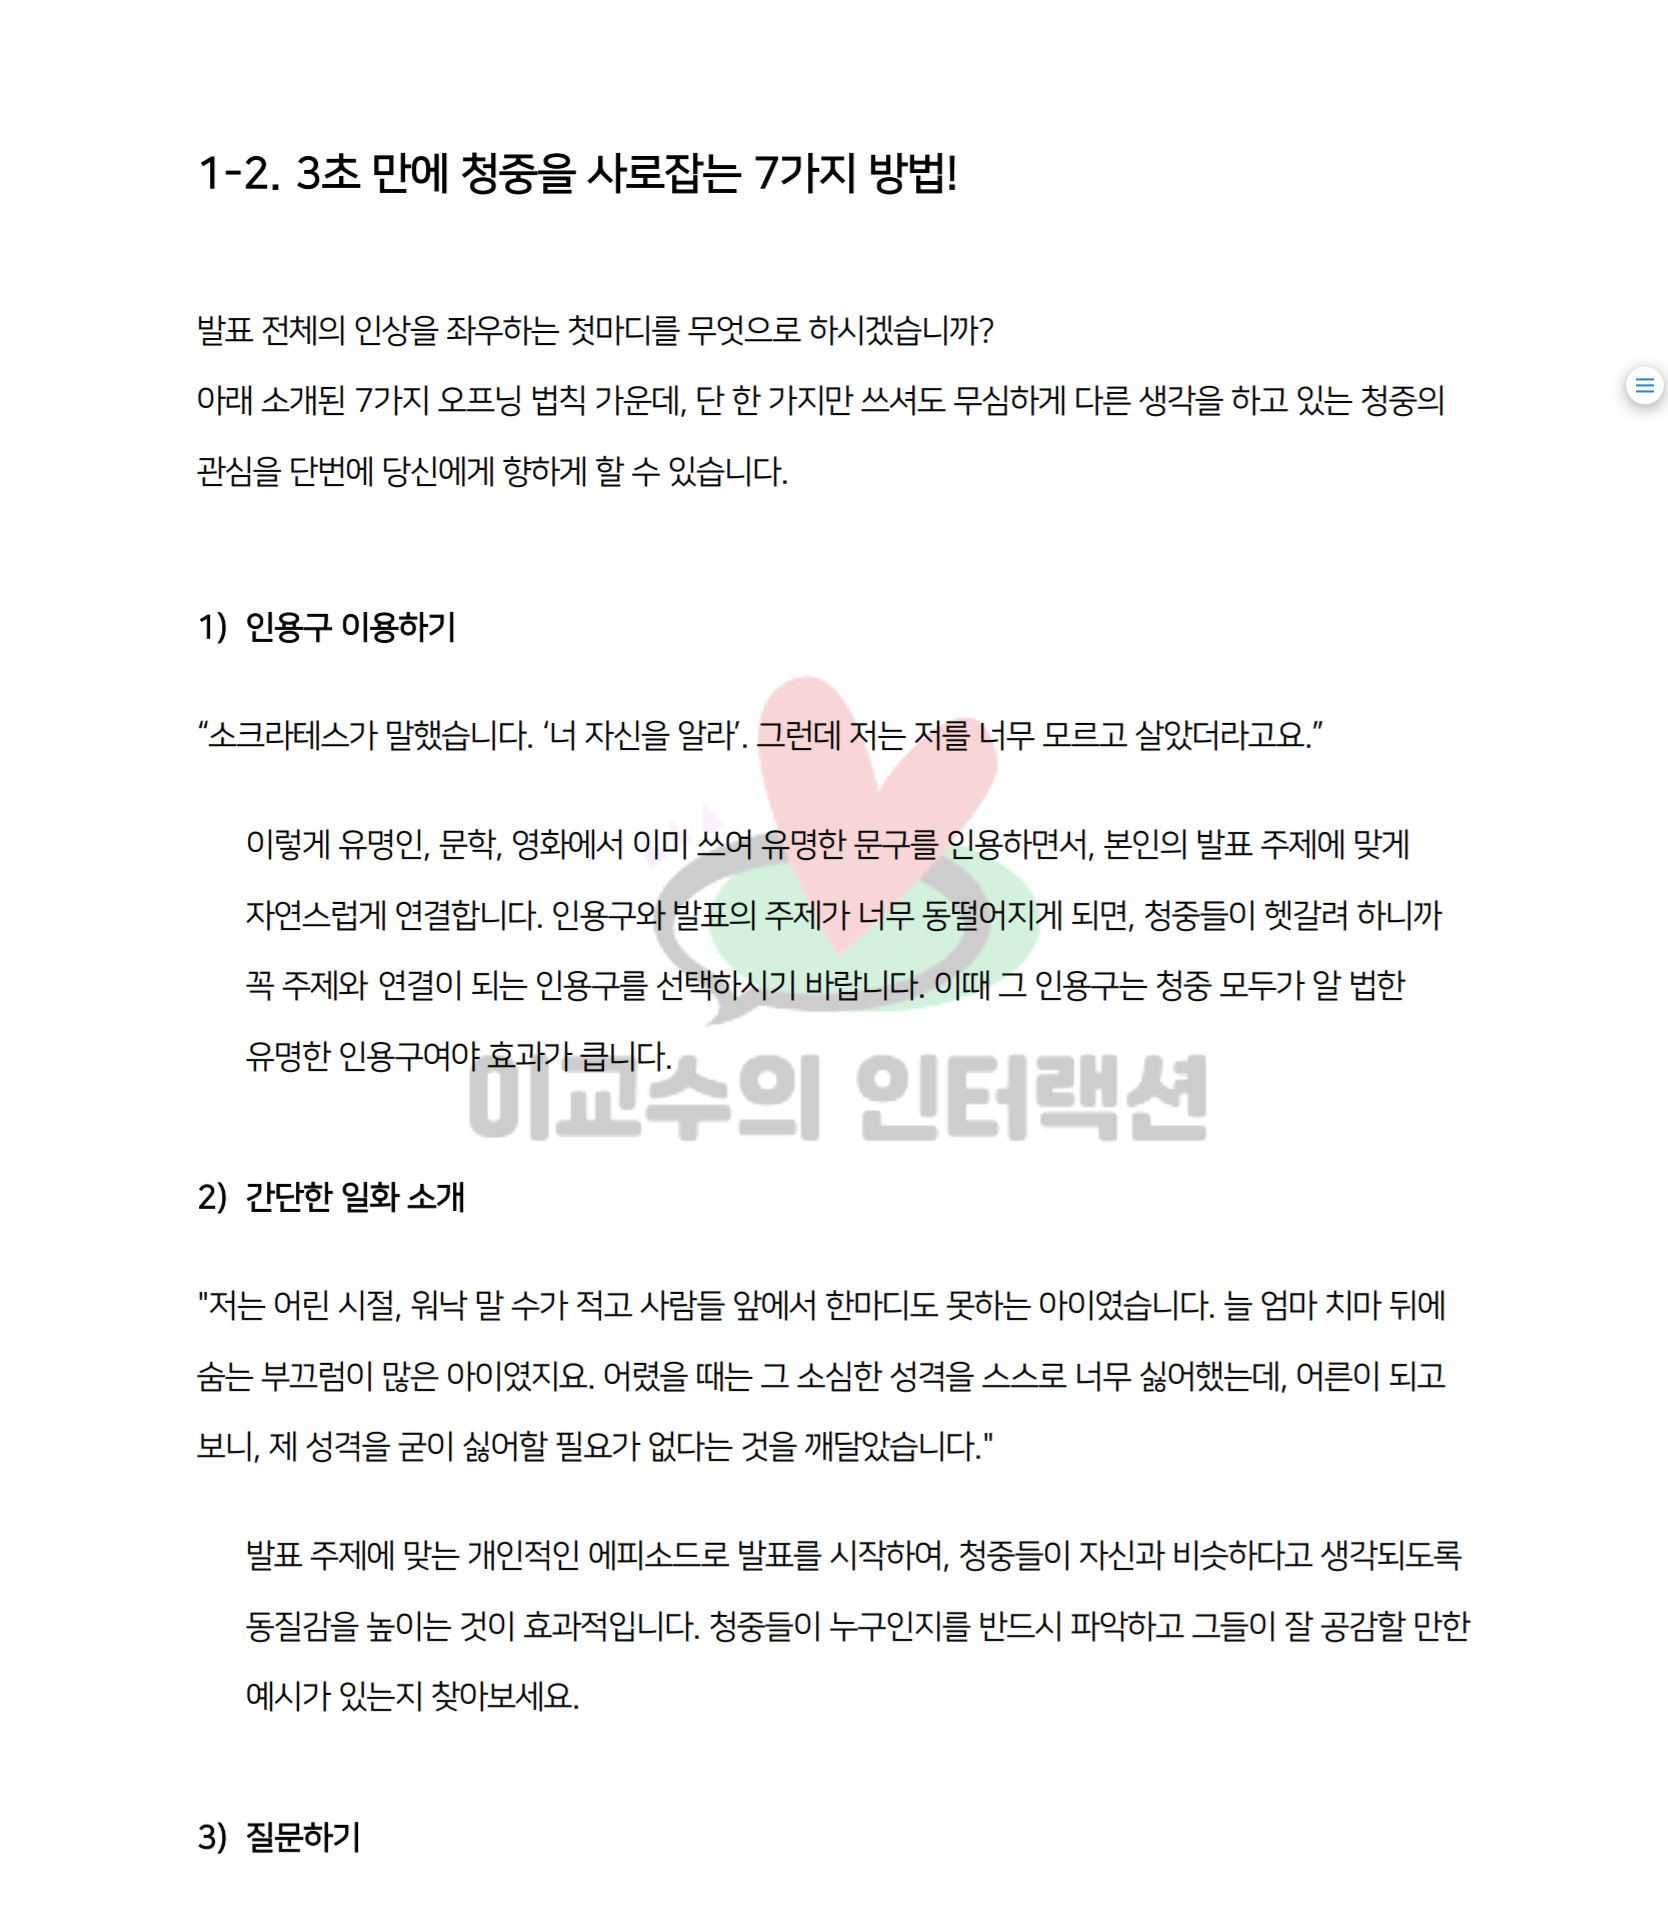 1-2. 3초 만에 청중을 사로잡는 7가지 방법!
발표 전체의 인상을 좌우하는 첫마디를 무엇으로 하시겠습니까?
아래 소개된 7가지 오프닝 법칙 가운데, 단 한 가지만 쓰셔도 무심하게 다른 생각을 하고 있는 청중의
관심을 단번에 당신에게 향하게 할 수 있습니다.
1) 인용구 이용하기
“소크라테스가 말했습니다. ‘너 자신을 알라’. 그런데 저는 저를 너무 모르고 살았더라고요.”
이렇게 유명인, 문학, 영화에서 이미 쓰여 유명한 문구를 인용하면서, 본인의 발표 주제에 맞게
자연스럽게 연결합니다. 인용구와 발표의 주제가 너무 동떨어지게 되면, 청중들이 헷갈려 하니까
꼭 주제와 연결이 되는 인용구를 선택하시기 바랍니다. 이때 그 인용구는 청중 모두가 알 법한
유명한 인용구여야 효과가 큽니다.
이교수의 인터랙션
2) 간단한 일화 소개
"저는 어린 시절, 워낙 말 수가 적고 사람들 앞에서 한마디도 못하는 아이였습니다. 늘 엄마 치마 뒤에
숨는 부끄럼이 많은 아이였지요. 어렸을 때는 그 소심한 성격을 스스로 너무 싫어했는데, 어른이 되고
보니, 제 성격을 굳이 싫어할 필요가 없다는 것을 깨달았습니다."
발표 주제에 맞는 개인적인 에피소드로 발표를 시작하여, 청중들이 자신과 비슷하다고 생각되도록
동질감을 높이는 것이 효과적입니다. 청중들이 누구인지를 반드시 파악하고 그들이 잘 공감할 만한
예시가 있는지 찾아보세요.
3) 질문하기